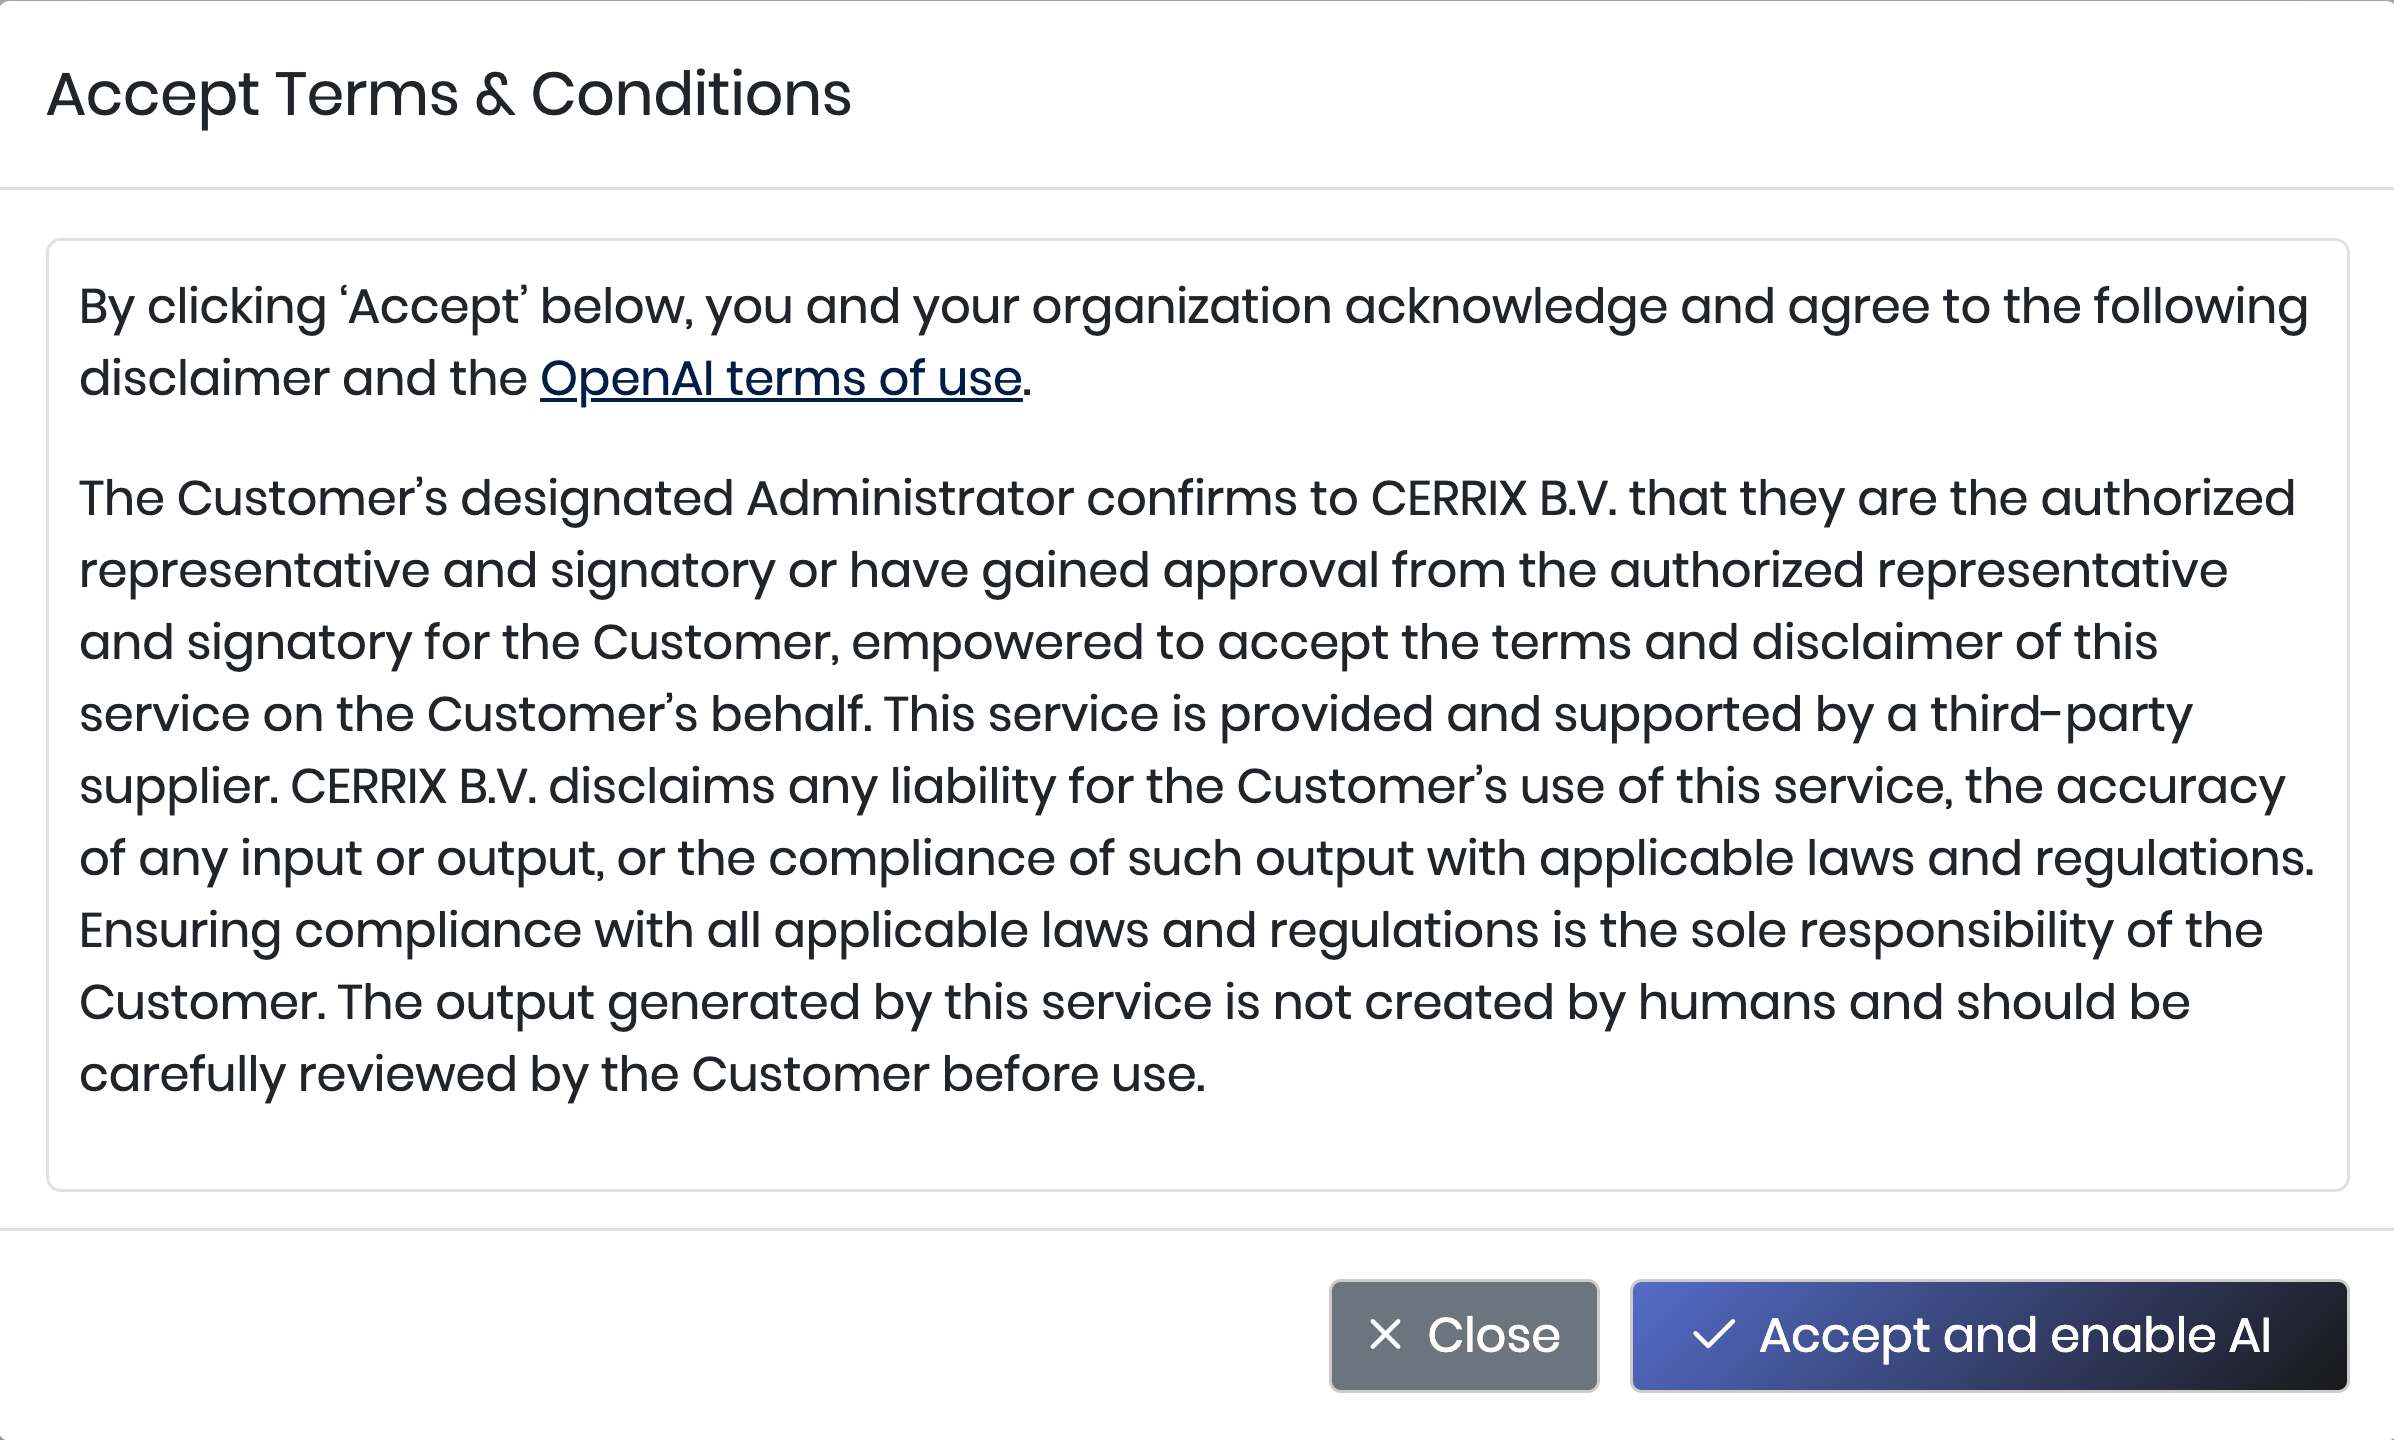 Accept Terms & Conditions
By clicking ‘Accept’ below, you and your organization acknowledge and agree to the following
disclaimer and the OpenAI terms of use.
The Customer’s designated Administrator confirms to CERRIX B.V. that they are the authorized
representative and signatory or have gained approval from the authorized representative
and signatory for the Customer, empowered to accept the terms and disclaimer of this
service on the Customer’s behalf. This service is provided and supported by a third-party
supplier. CERRIX B.V. disclaims any liability for the Customer’s use of this service, the accuracy
of any input or output, or the compliance of such output with applicable laws and regulations.
Ensuring compliance with all applicable laws and regulations is the sole responsibility of the
Customer. The output generated by this service is not created by humans and should be
carefully reviewed by the Customer before use.
Close
Accept and enable AI